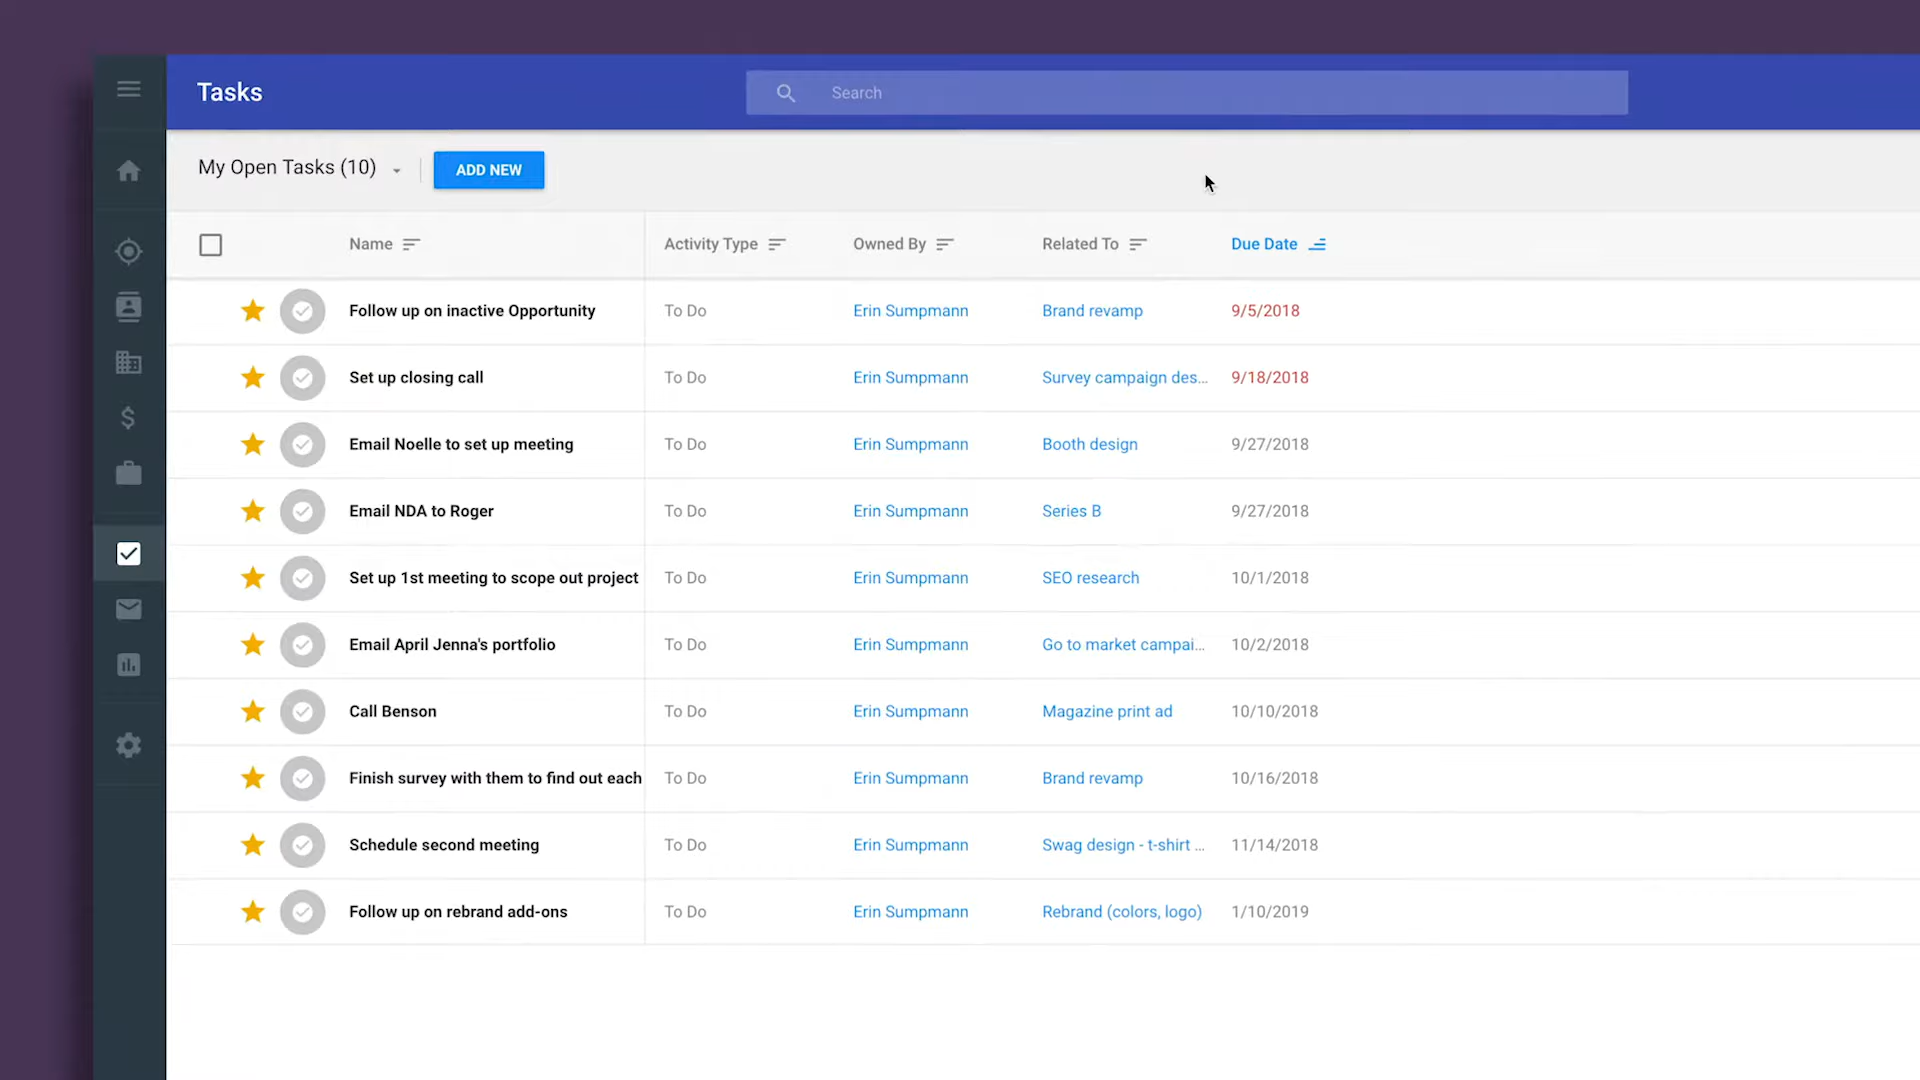 Tasks
Search
My Open Tasks (10)
ADD NEW
Name Activity Type Owned By Related To Due Date
Follow up on inactive Opportunity To Do Erin Sumpmann Brand revamp 9/5/2018
Set up closing call To Do Erin Sumpmann Survey campaign des... 9/18/2018
Email Noelle to set up meeting To Do Erin Sumpmann Booth design 9/27/2018
Email NDA to Roger To Do Erin Sumpmann Series B 9/27/2018
Set up 1st meeting to scope out project To Do Erin Sumpmann SEO research 10/1/2018
Email April Jenna's portfolio To Do Erin Sumpmann Go to market campai... 10/2/2018
Call Benson To Do Erin Sumpmann Magazine print ad 10/10/2018
Finish survey with them to find out each To Do Erin Sumpmann Brand revamp 10/16/2018
Schedule second meeting To Do Erin Sumpmann Swag design - t-shirt ... 11/14/2018
Follow up on rebrand add-ons To Do Erin Sumpmann Rebrand (colors, logo) 1/10/2019